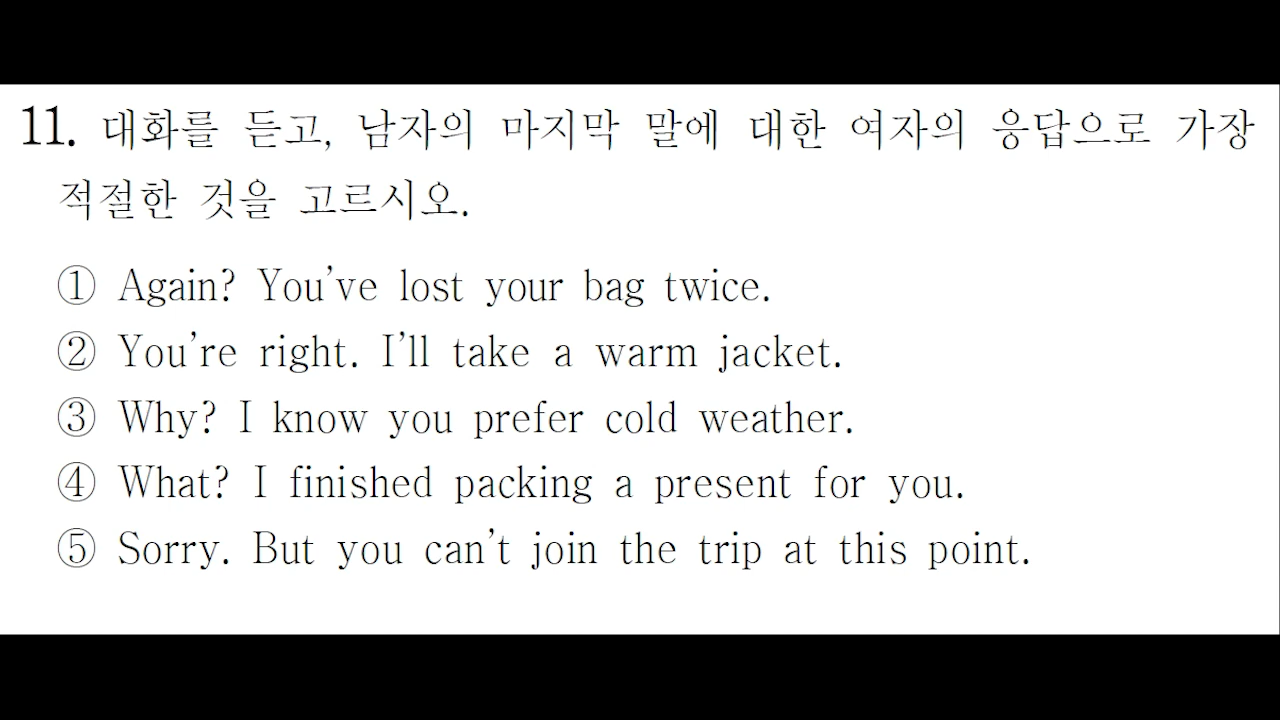 11. 대화를 듣고, 남자의 마지막 말에 대한 여자의 응답으로 가장
적절한 것을 고르시오.
① Again? You've lost your bag twice.
② You're right. I'll take a warm jacket.
③ Why? I know you prefer cold weather.
④ What? I finished packing a present for you.
⑤ Sorry. But you can't join the trip at this point.